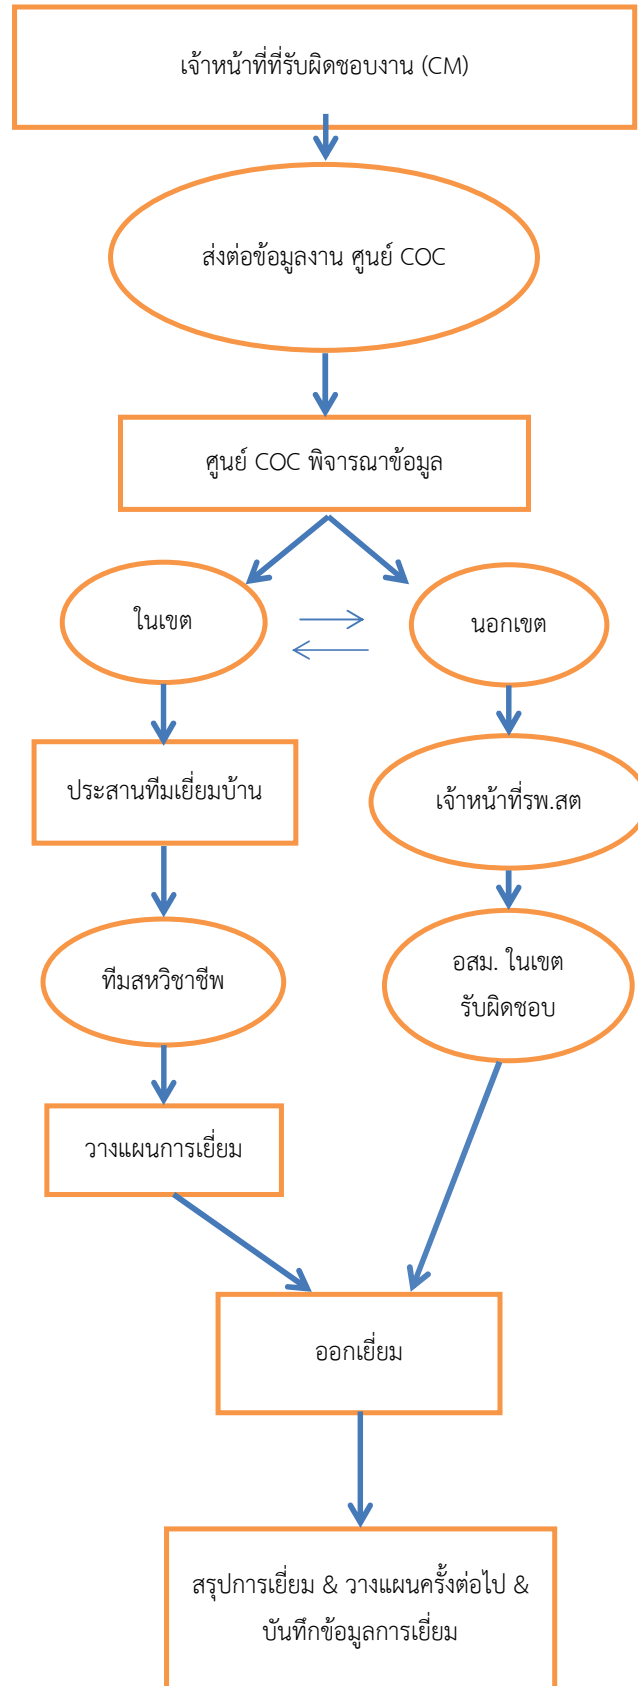 เจ้าหน้าที่ที่รับผิดชอบงาน (CM)
ส่งต่อข้อมูลงาน ศูนย์ COC
ศูนย์ COC พิจารณาข้อมูล
ในเขต
นอกเขต
ประสานทีมเยี่ยมบ้าน
เจ้าหน้าที่รพ.สต
ทีมสหวิชาชีพ
อสม. ในเขต
รับผิดชอบ
วางแผนการเยี่ยม
ออกเยี่ยม
สรุปการเยี่ยม & วางแผนครั้งต่อไป &
บันทึกข้อมูลการเยี่ยม